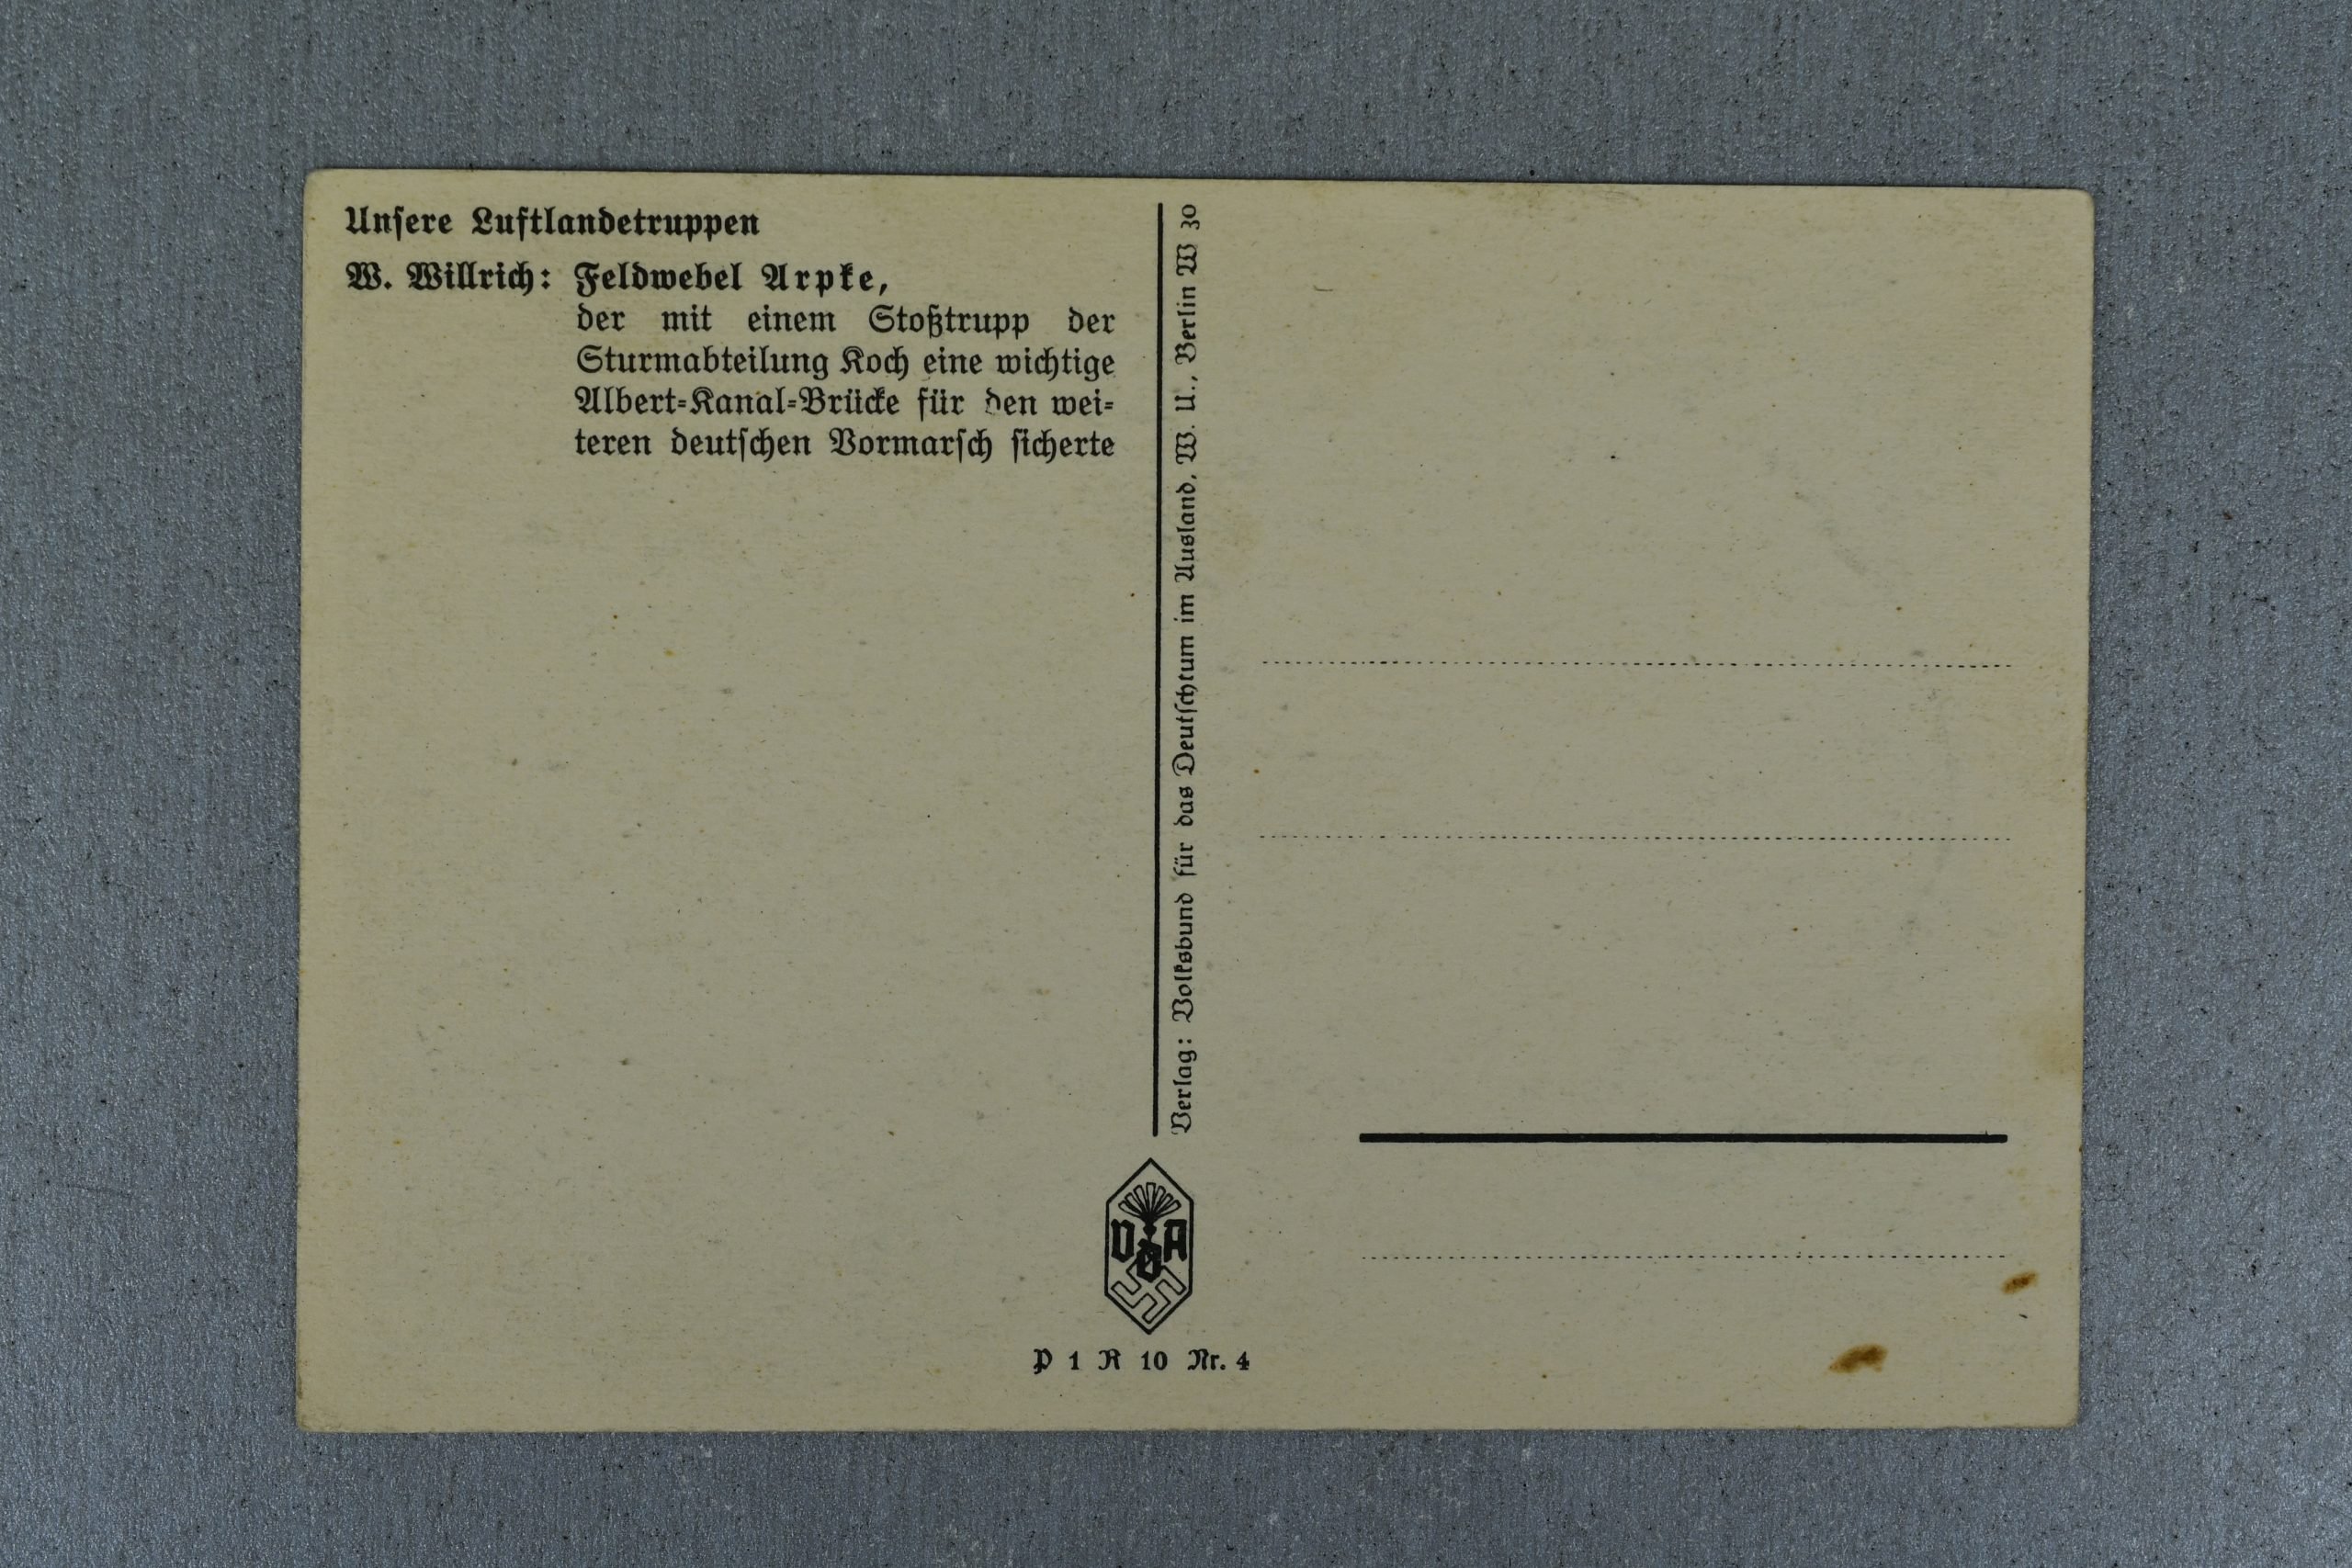 Unsere Luftlandetruppen
W. Willrich: Feldwebel Arpke,
der mit einem Stoßtrupp der
Sturmabteilung Koch eine wichtige
Albert-Kanal-Brücke für den wei-
teren deutschen Vormarsch sicherte
Verlag: Volksbund für das Deutschtum im Ausland, W. U., Berlin W 30
V D A
P 1 R 10 Nr. 4